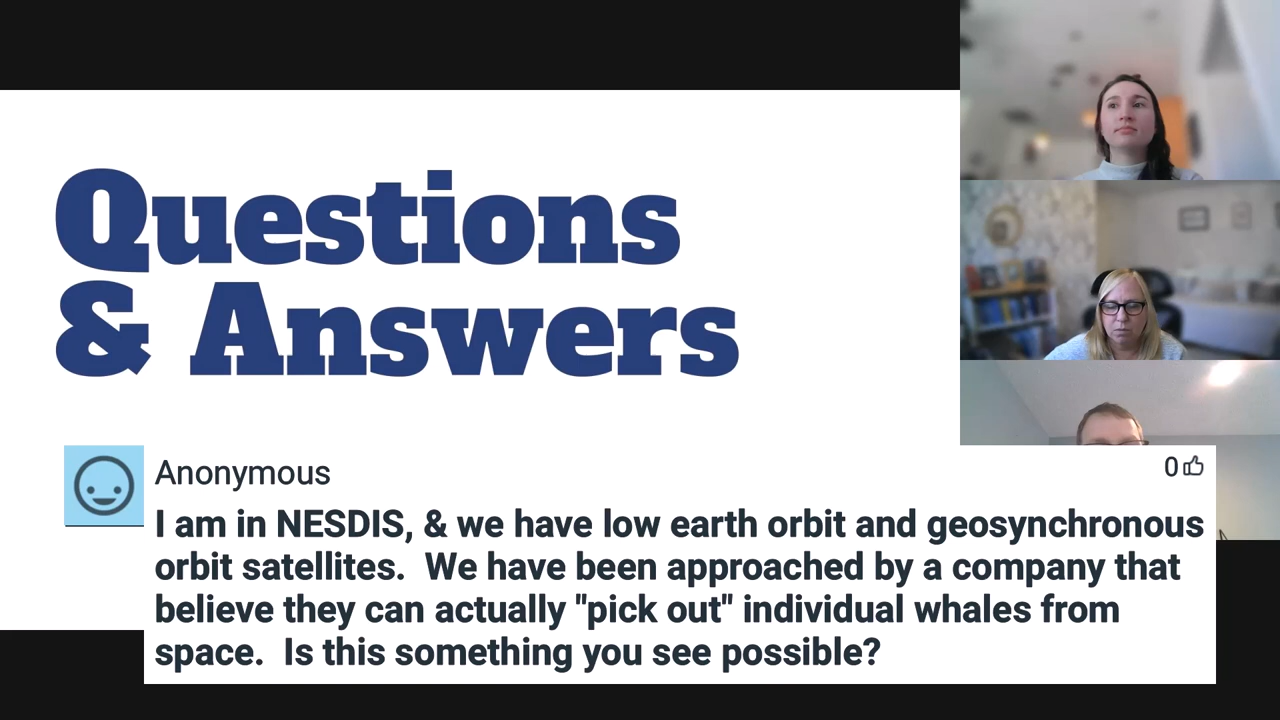 Questions
& Answers
Anonymous
0
I am in NESDIS, & we have low earth orbit and geosynchronous
orbit satellites.  We have been approached by a company that
believe they can actually "pick out" individual whales from
space.  Is this something you see possible?